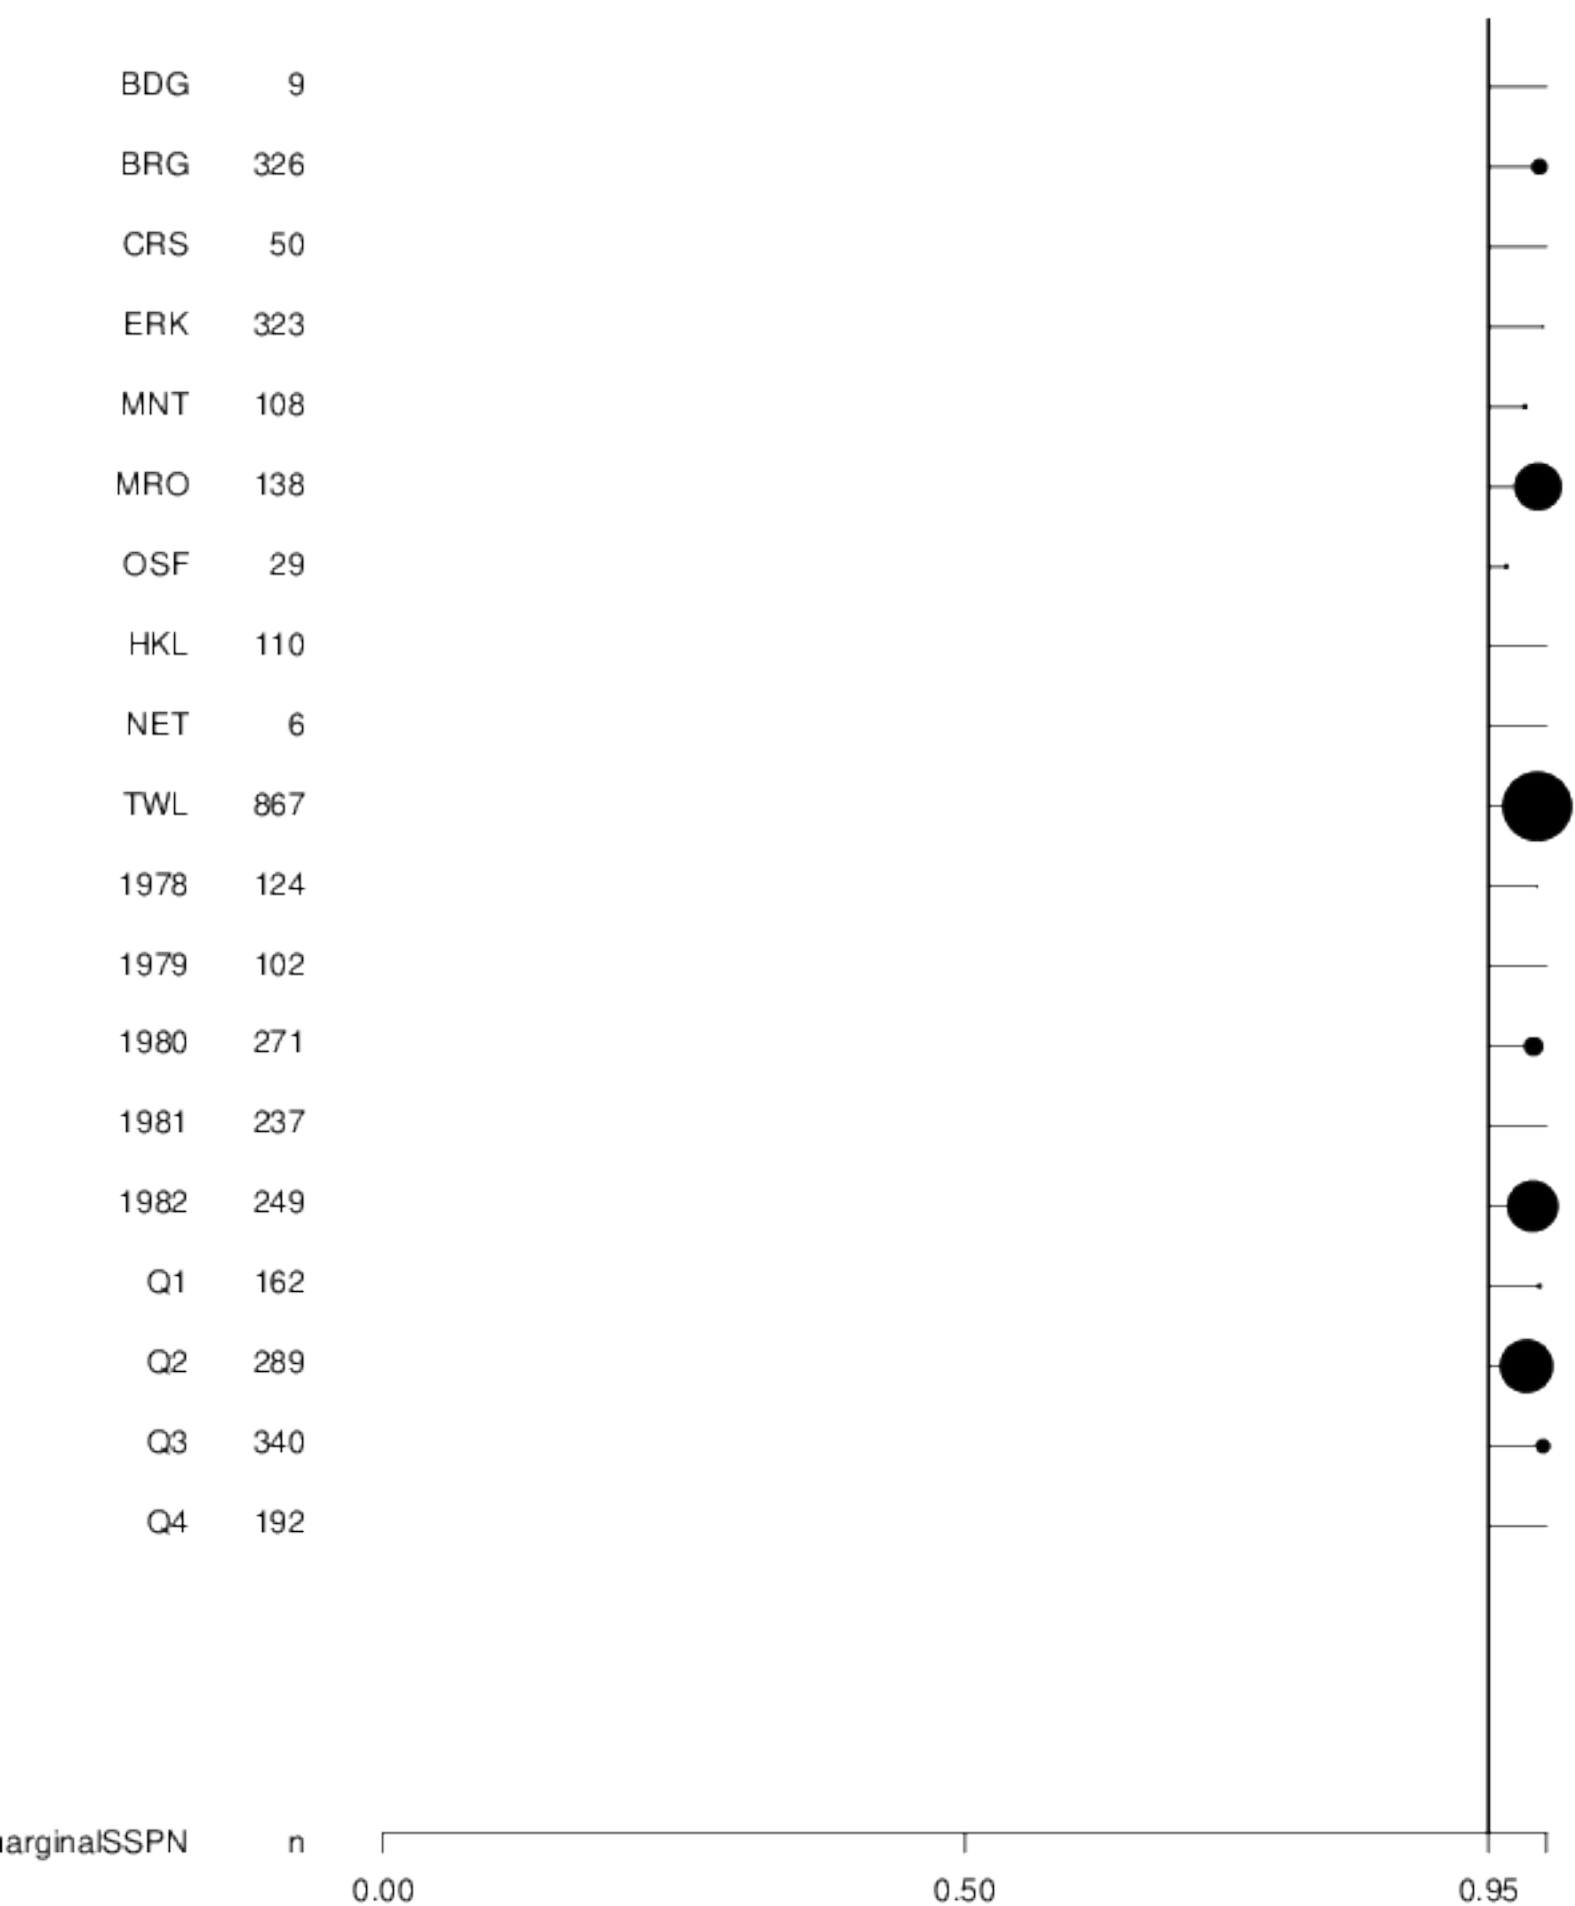 BDG 9
BRG 326
CRS 50
ERK 323
MNT 108
MRO 138
OSF 29
HKL 110
NET 6
TWL 867
1978 124
1979 102
1980 271
1981 237
1982 249
Q1 162
Q2 289
Q3 340
Q4 192
arginalSSPN n
0.00 0.50 0.95